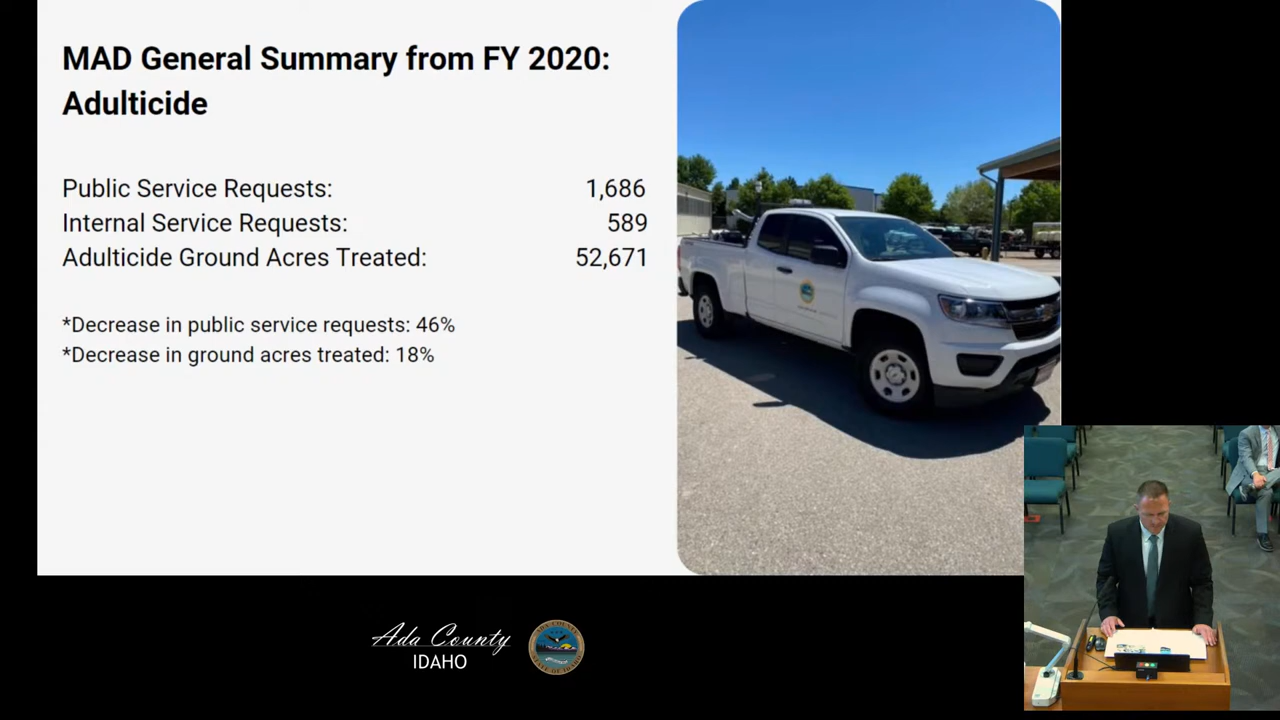 MAD General Summary from FY 2020:
Adulticide
Public Service Requests: 1,686
Internal Service Requests: 589
Adulticide Ground Acres Treated: 52,671
*Decrease in public service requests: 46%
*Decrease in ground acres treated: 18%
Ada County
IDAHO